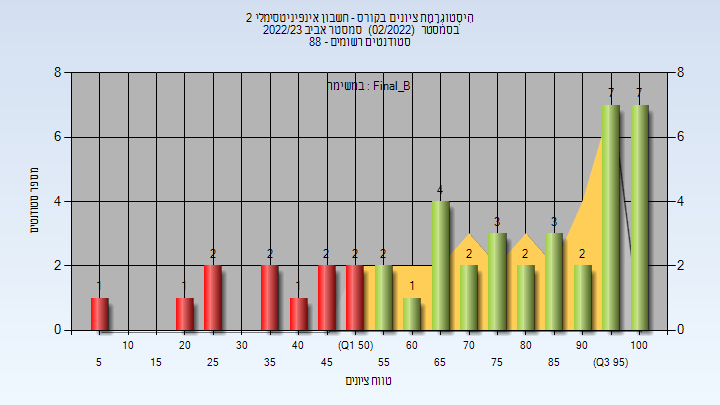 היסטוגרמת ציונים בקורס - חשבון אינפיניטסימלי 2
בסמסטר (02/2022) סמסטר אביב 2022/23
סטודנטים רשומים - 88
במשימה : Final_B
מספר סטודנטים
8
6
4
2
0
8
6
4
2
0
1 1 2 2 1 2 2 2 1 4 2 3 2 3 2 7 7
10 20 30 40 (Q1 50) 60 70 80 90 100
5 15 25 35 45 55 65 75 85 (Q3 95)
טווח ציונים